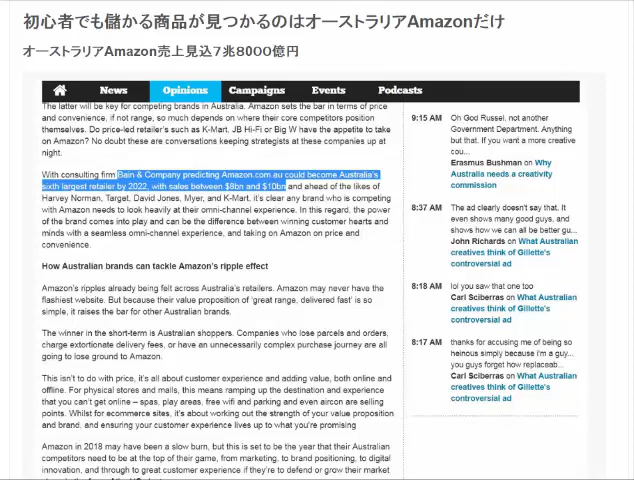 初心者でも儲かる商品が見つかるのはオーストラリアAmazonだけ
オーストラリアAmazon売上見込7兆8000億円
News Opinions Campaigns Events Podcasts
The latter will be key for competing brands in Australia. Amazon sets the bar in terms of price
and convenience, if not range, so much depends on where their core competitors position
themselves. Do price-led retailer's such as K-Mart, JB Hi-Fi or Big W have the appetite to take
on Amazon? No doubt these are conversations keeping strategists at these companies up at
night.
With consulting firm Bain & Company predicting Amazon.com.au could become Australia's
sixth largest retailer by 2022, with sales between $8bn and $10bn and ahead of the likes of
Harvey Norman, Target, David Jones, Myer, and K-Mart, it's clear any brand who is competing
with Amazon needs to look heavily at their omni-channel experience. In this regard, the power
of the brand comes into play and can be the difference between winning customer hearts and
minds with a seamless omni-channel experience, and taking on Amazon on price and
convenience.
How Australian brands can tackle Amazon's ripple effect
Amazon's ripples already being felt across Australia's retailers. Amazon may never have the
flashiest website. But because their value proposition of 'great range, delivered fast' is so
simple, it raises the bar for other Australian brands.
The winner in the short-term is Australian shoppers. Companies who lose parcels and orders,
charge extortionate delivery fees, or have an unnecessarily complex purchase journey are all
going to lose ground to Amazon.
This isn't to do with price, it's all about customer experience and adding value, both online and
offline. For physical stores and malls, this means ramping up the destination and experience
that you can't get online – spas, play areas, free wifi and parking and even aircon are selling
points. Whilst for ecommerce sites, it's about working out the strength of your value proposition
and brand, and ensuring your customer experience lives up to what you're promising
Amazon in 2018 may have been a slow burn, but this is set to be the year that their Australian
competitors need to be at the top of their game, from marketing, to brand positioning, to digital
innovation, and through to great customer experience if they're to defend or grow their market
9:15 AM Oh God Russel, not another
Government Department. Anything
but that. If you want a more creative
cou...
Erasmus Bushman on Why
Australia needs a creativity
commission
8:37 AM The ad clearly doesn't say that. It
even shows many good guys, and
shows how we can all be better gu...
John Richards on What Australian
creatives think of Gillette's
controversial ad
8:18 AM lol you saw that one too
Carl Sciberras on What Australian
creatives think of Gillette's
controversial ad
8:17 AM thanks for accusing me of being so
heinous simply because i'm a guy...
you guys forget how replaceab...
Carl Sciberras on What Australian
creatives think of Gillette's
controversial ad